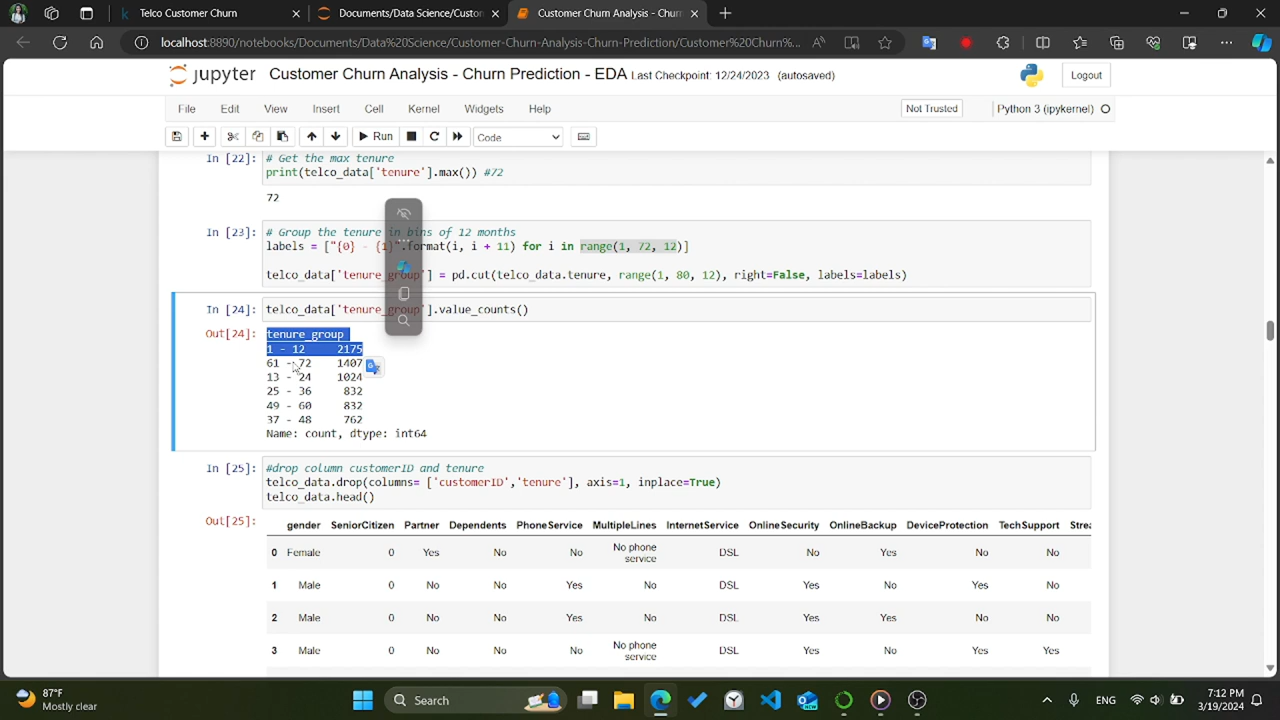 Telco Customer Churn
Documents/Data Science/Custom
Customer Churn Analysis - Churn
localhost:8890/notebooks/Documents/Data%20Science/Customer-Churn-Analysis-Churn-Prediction/Customer%20Churn%...
jupyter Customer Churn Analysis - Churn Prediction - EDA Last Checkpoint: 12/24/2023 (autosaved)
Logout
File Edit View Insert Cell Kernel Widgets Help
Not Trusted
Python 3 (ipykernel)
Run
Code
In [22]: # Get the max tenure
print(telco_data['tenure'].max()) #72
72
In [23]: # Group the tenure in bins of 12 months
labels = ["{0} - {1}".format(i, i + 11) for i in range(1, 72, 12)]
telco_data['tenure_group'] = pd.cut(telco_data.tenure, range(1, 80, 12), right=False, labels=labels)
In [24]: telco_data['tenure_group'].value_counts()
Out[24]: tenure_group
1 - 12 2175
61 - 72 1407
13 - 24 1024
25 - 36 832
49 - 60 832
37 - 48 762
Name: count, dtype: int64
In [25]: #drop column customerID and tenure
telco_data.drop(columns= ['customerID','tenure'], axis=1, inplace=True)
telco_data.head()
Out[25]:
gender SeniorCitizen Partner Dependents PhoneService MultipleLines InternetService OnlineSecurity OnlineBackup DeviceProtection TechSupport Strea
0 Female 0 Yes No No No phone service DSL No Yes No No
1 Male 0 No No Yes No DSL Yes No Yes No
2 Male 0 No No Yes No DSL Yes Yes No No
3 Male 0 No No No No phone service DSL Yes No Yes Yes
87°F
Mostly clear
Search
ENG
7:12 PM
3/19/2024